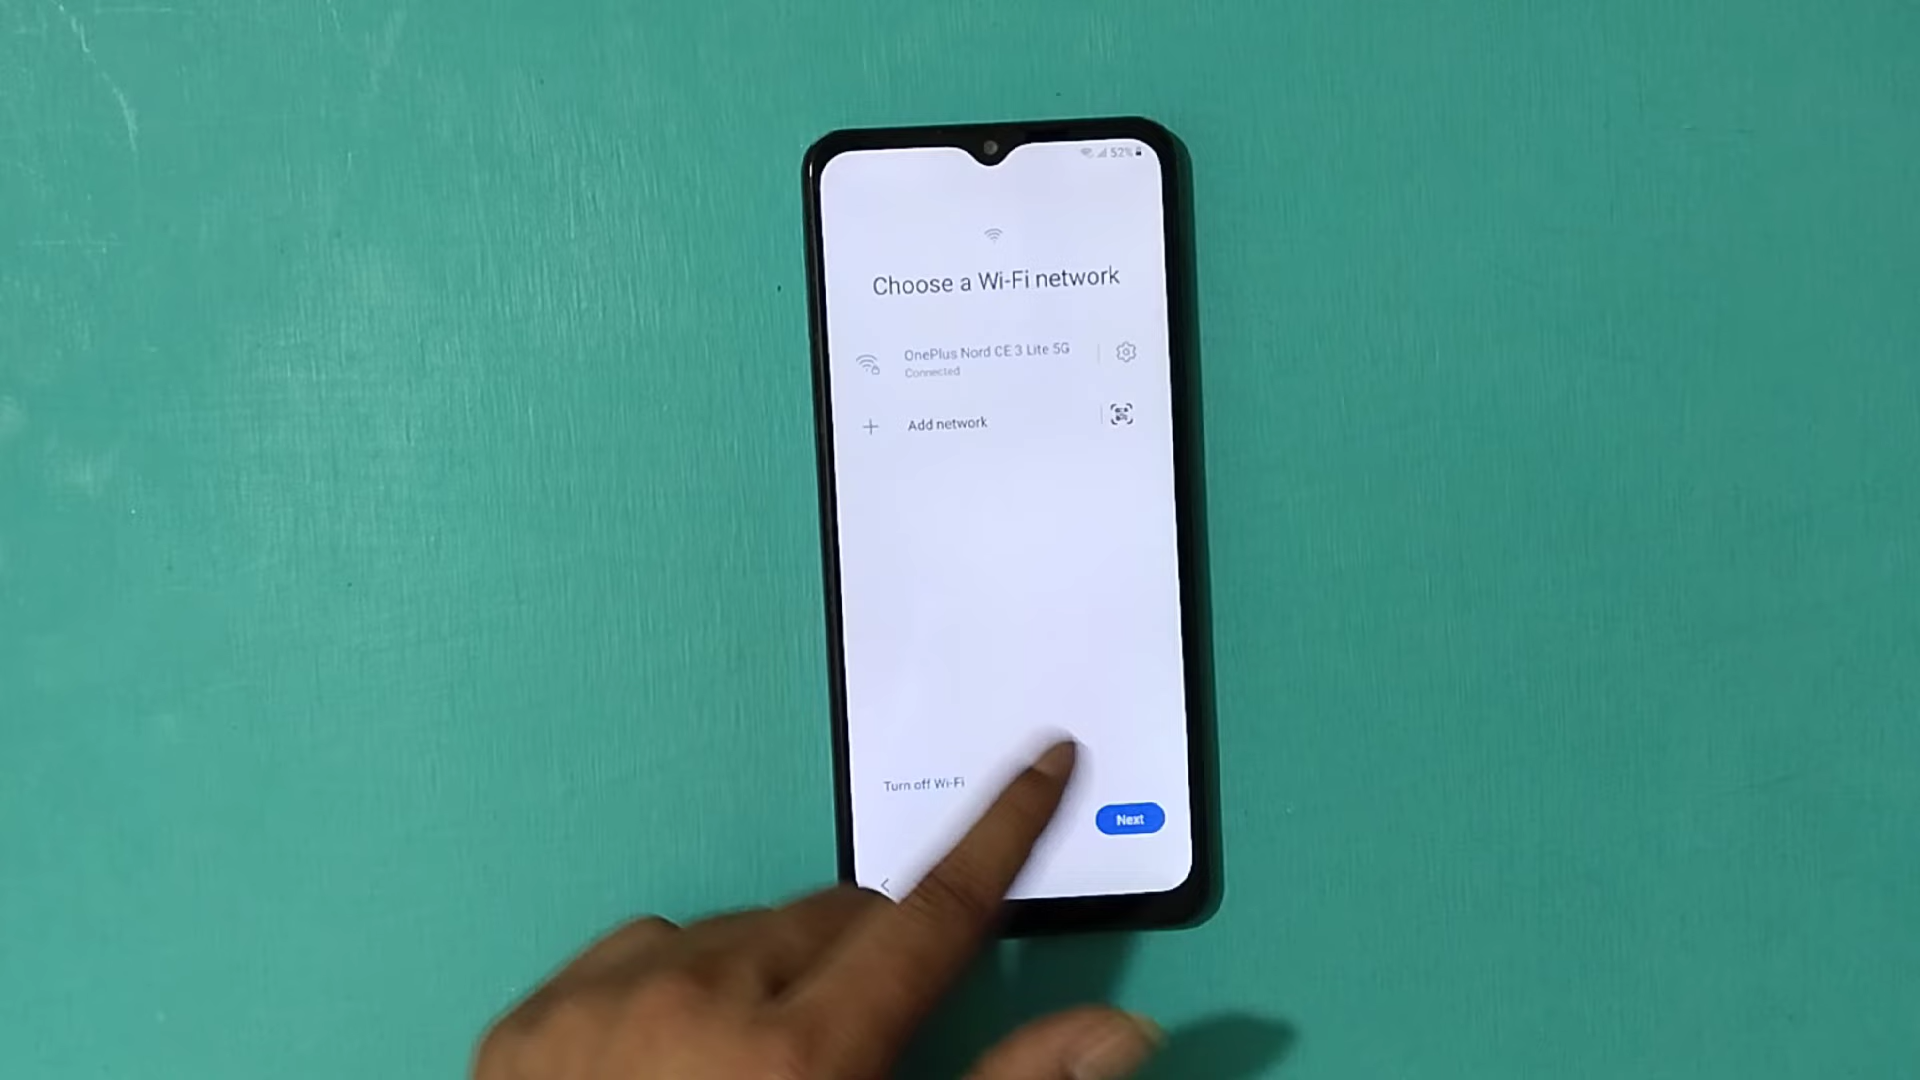 52%
Choose a Wi-Fi network
OnePlus Nord CE 3 Lite 5G
Connected
Add network
Turn off Wi-Fi
Next